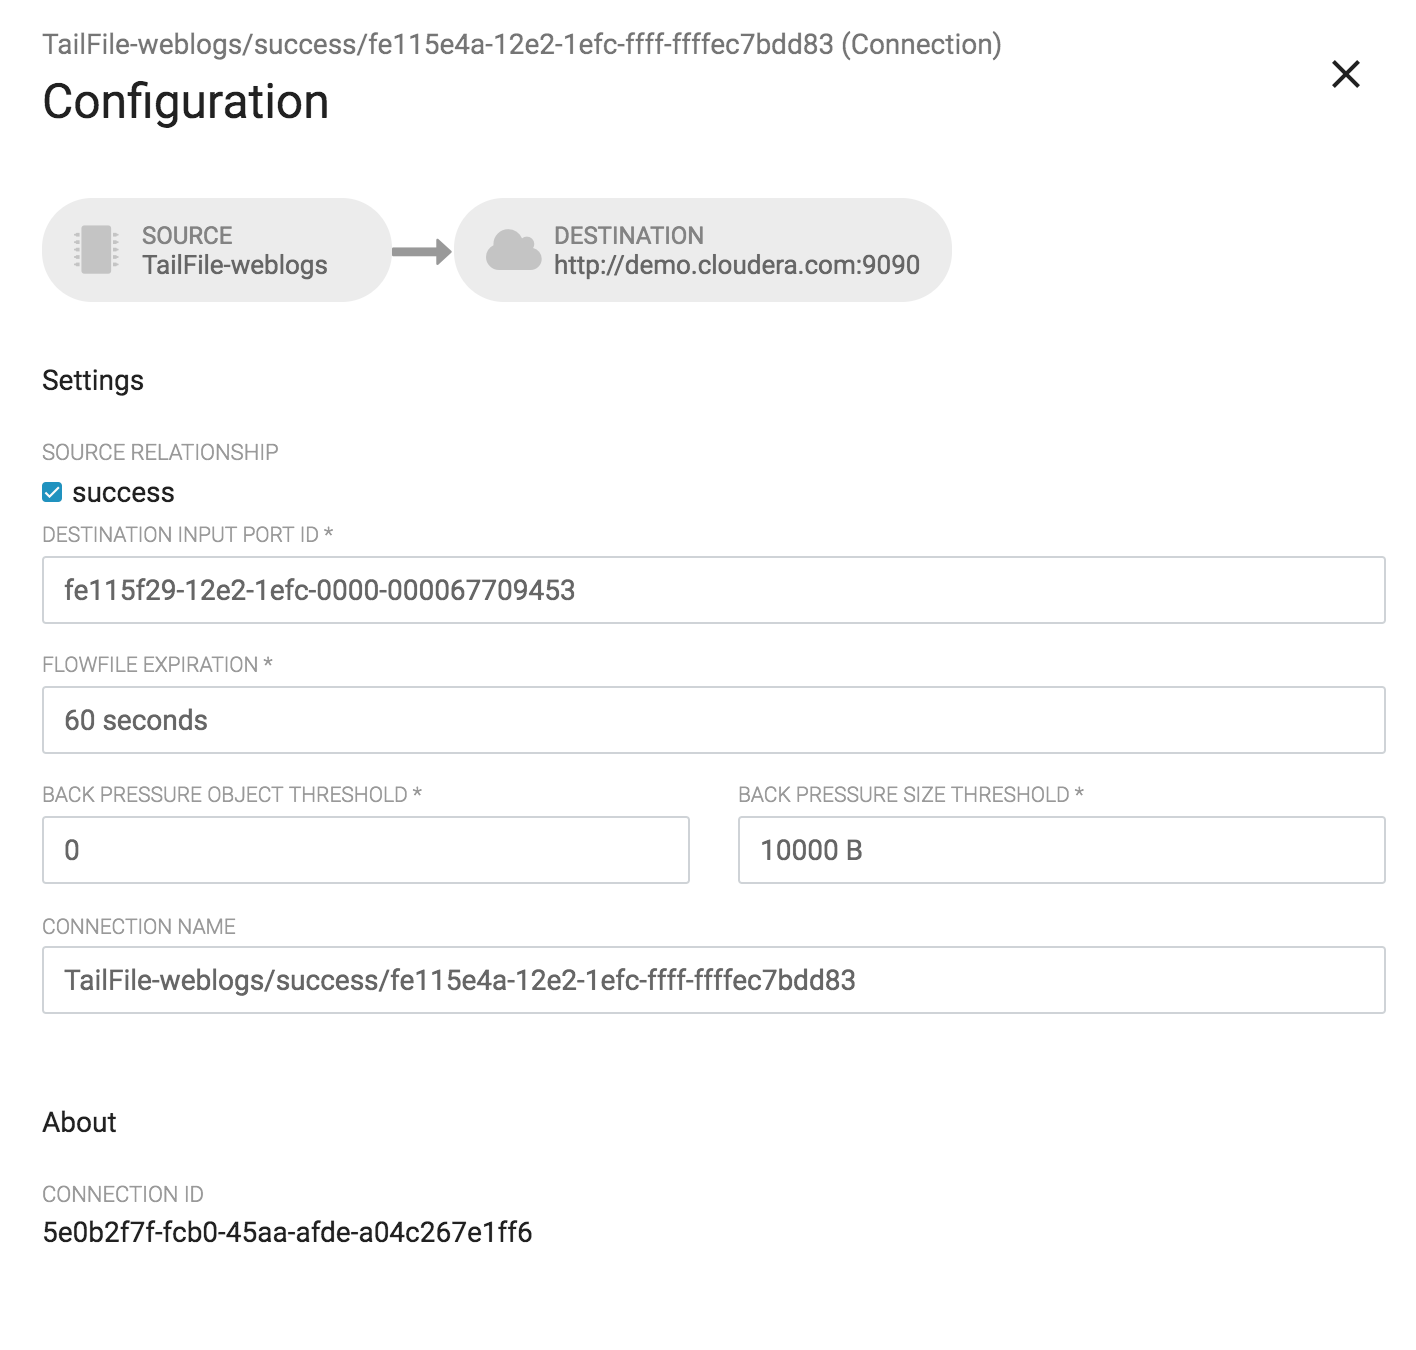 TailFile-weblogs/success/fe115e4a-12e2-1efc-ffff-ffffec7bdd83 (Connection)
Configuration
SOURCE
TailFile-weblogs
DESTINATION
http://demo.cloudera.com:9090
Settings
SOURCE RELATIONSHIP
success
DESTINATION INPUT PORT ID *
fe115f29-12e2-1efc-0000-000067709453
FLOWFILE EXPIRATION *
60 seconds
BACK PRESSURE OBJECT THRESHOLD *
0
BACK PRESSURE SIZE THRESHOLD *
10000 B
CONNECTION NAME
TailFile-weblogs/success/fe115e4a-12e2-1efc-ffff-ffffec7bdd83
About
CONNECTION ID
5e0b2f7f-fcb0-45aa-afde-a04c267e1ff6